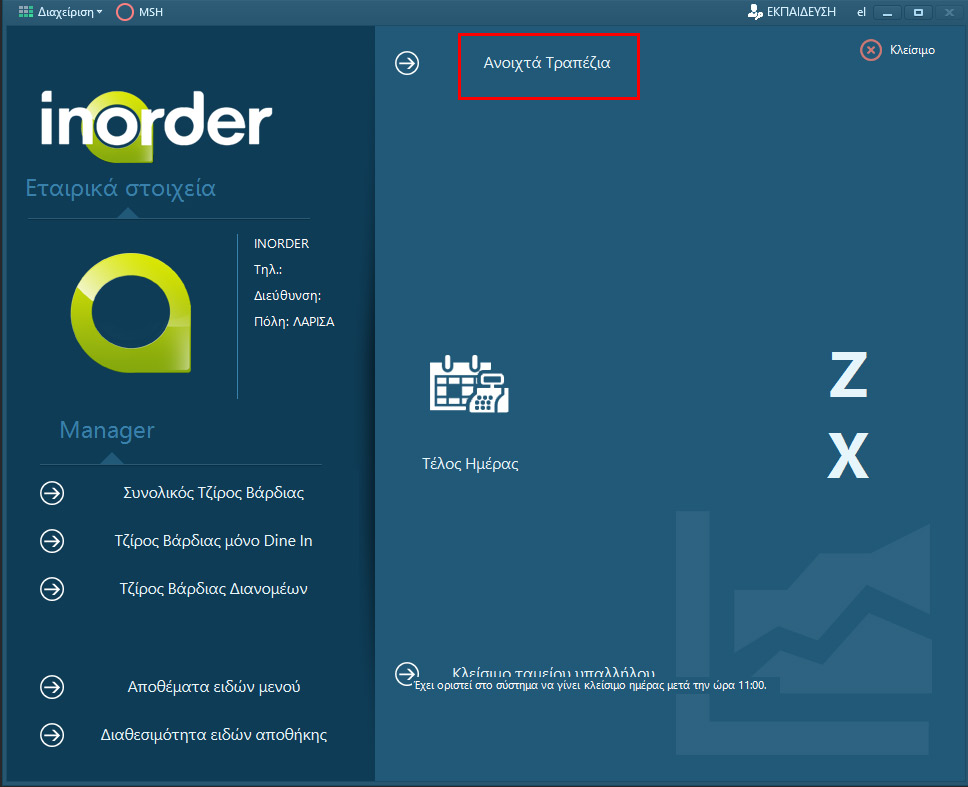 Διαχείριση
MSH
ΕΚΠΑΙΔΕΥΣΗ
el
inorder
Εταιρικά στοιχεία
INORDER
Τηλ.:
Διεύθυνση:
Πόλη: ΛΑΡΙΣΑ
Manager
Συνολικός Τζίρος Βάρδιας
Τζίρος Βάρδιας μόνο Dine In
Τζίρος Βάρδιας Διανομέων
Αποθέματα ειδών μενού
Διαθεσιμότητα ειδών αποθήκης
Ανοιχτά Τραπέζια
Κλείσιμο
Τέλος Ημέρας
Z
X
Κλείσιμο ταμείου υπαλλήλου
Έχει οριστεί στο σύστημα να γίνει κλείσιμο ημέρας μετά την ώρα 11:00.